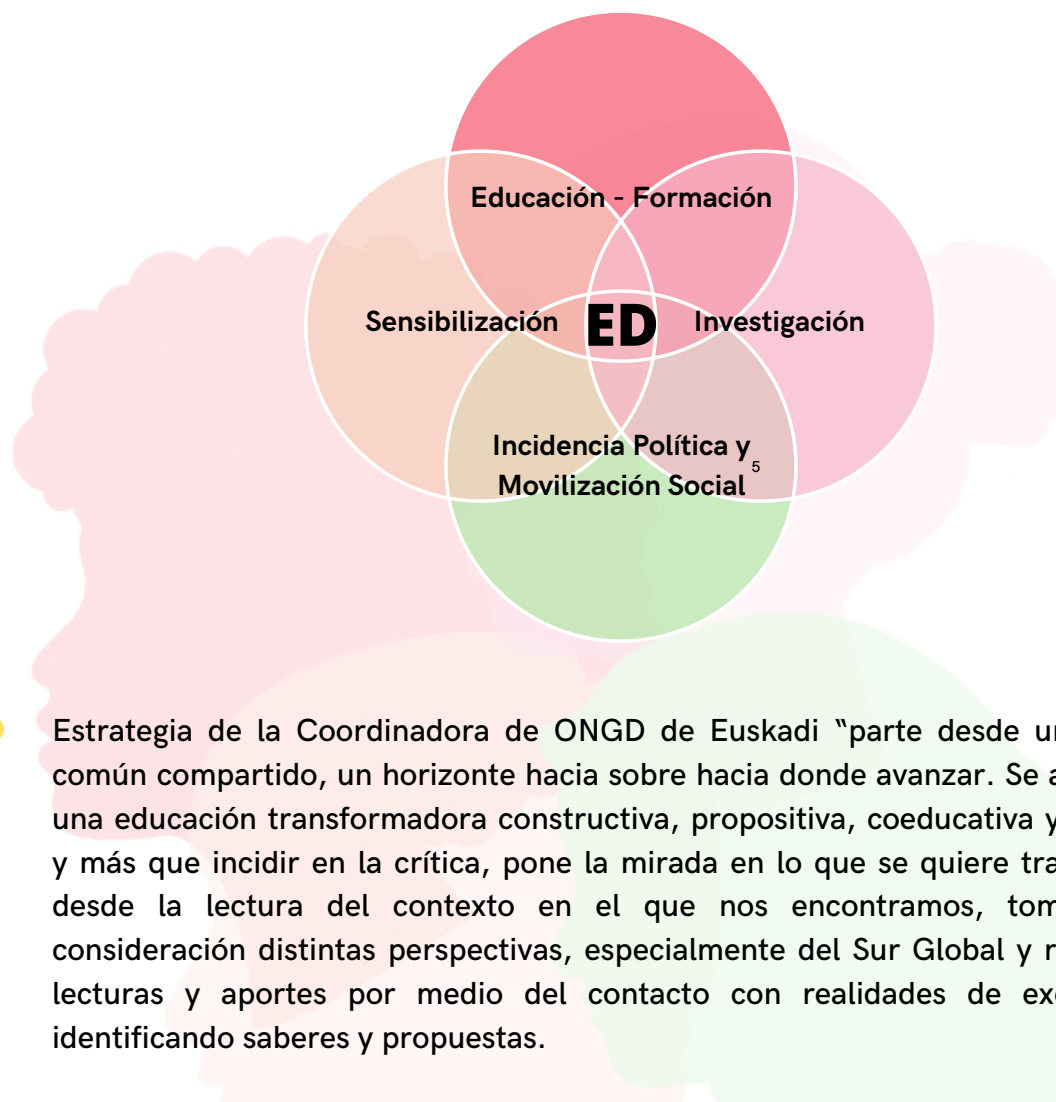 Educación - Formación
Sensibilización ED Investigación
Incidencia Política y
Movilización Social 5
Estrategia de la Coordinadora de ONGD de Euskadi “parte desde
común compartido, un horizonte hacia sobre hacia donde avanzar. Se
una educación transformadora constructiva, propositiva, coeducativa y
y más que incidir en la crítica, pone la mirada en lo que se quiere
desde la lectura del contexto en el que nos encontramos,
consideración distintas perspectivas, especialmente del Sur Global y
lecturas y aportes por medio del contacto con realidades de
identificando saberes y propuestas.